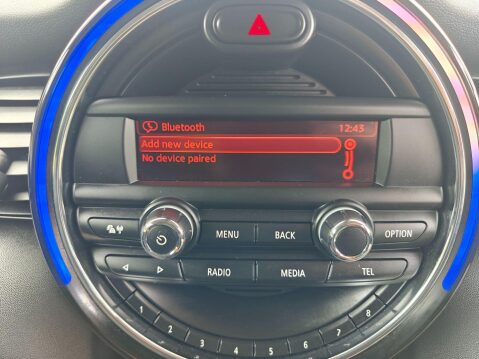 Bluetooth 12:43
Add new device
No device paired
MENU BACK OPTION
RADIO MEDIA TEL
1 2 3 4 5 6 7 8